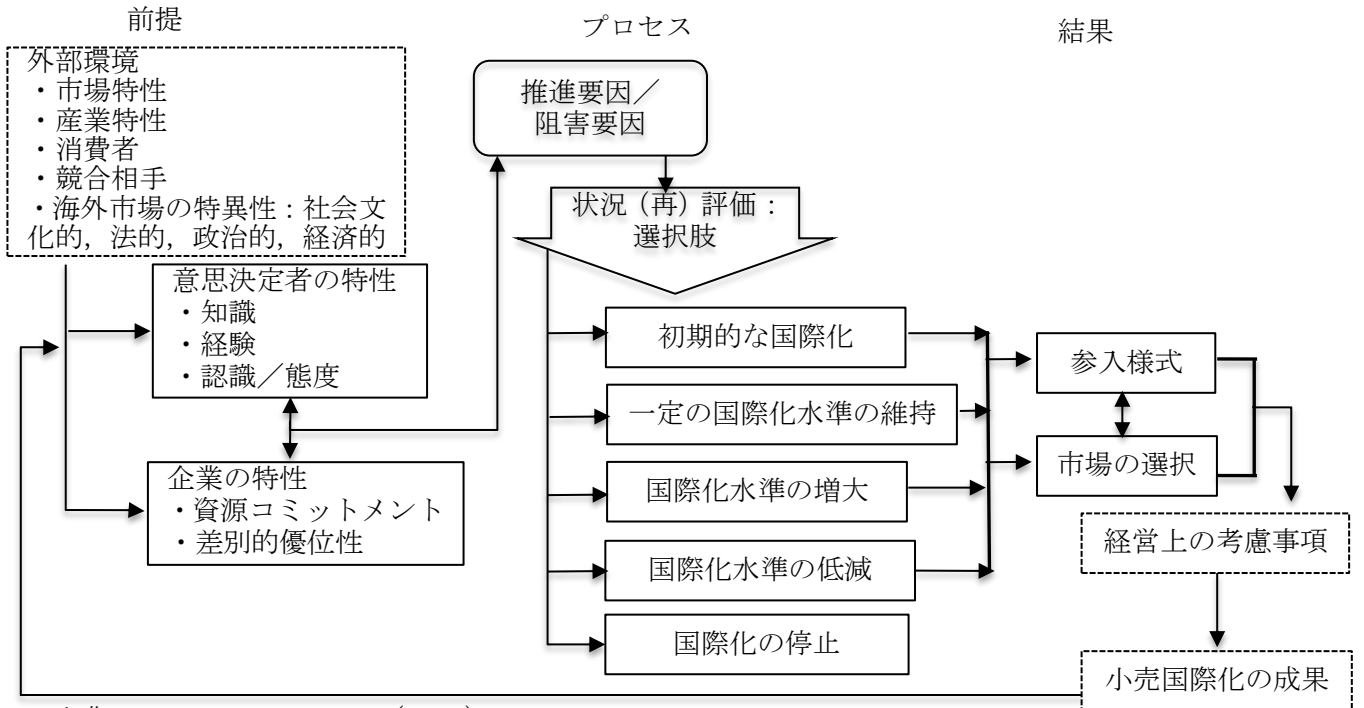 前提
プロセス
結果
外部環境
・市場特性
・産業特性
・消費者
・競合相手
・海外市場の特異性：社会文
化的，法的，政治的，経済的
意思決定者の特性
・知識
・経験
・認識／態度
企業の特性
・資源コミットメント
・差別的優位性
推進要因／
阻害要因
状況（再）評価：
選択肢
初期的な国際化
一定の国際化水準の維持
国際化水準の増大
国際化水準の低減
国際化の停止
参入様式
市場の選択
経営上の考慮事項
小売国際化の成果